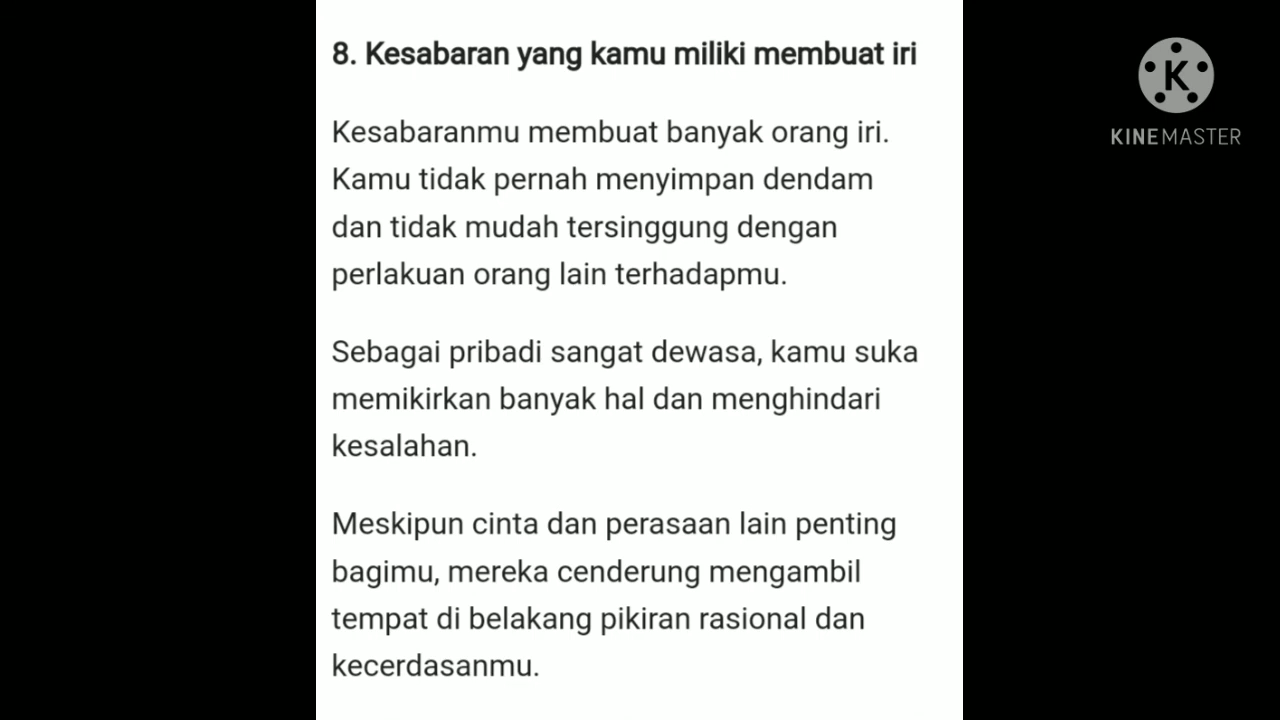 8. Kesabaran yang kamu miliki membuat iri
Kesabaranmu membuat banyak orang iri.
Kamu tidak pernah menyimpan dendam
dan tidak mudah tersinggung dengan
perlakuan orang lain terhadapmu.
Sebagai pribadi sangat dewasa, kamu suka
memikirkan banyak hal dan menghindari
kesalahan.
Meskipun cinta dan perasaan lain penting
bagimu, mereka cenderung mengambil
tempat di belakang pikiran rasional dan
kecerdasanmu.
K
KINEMASTER